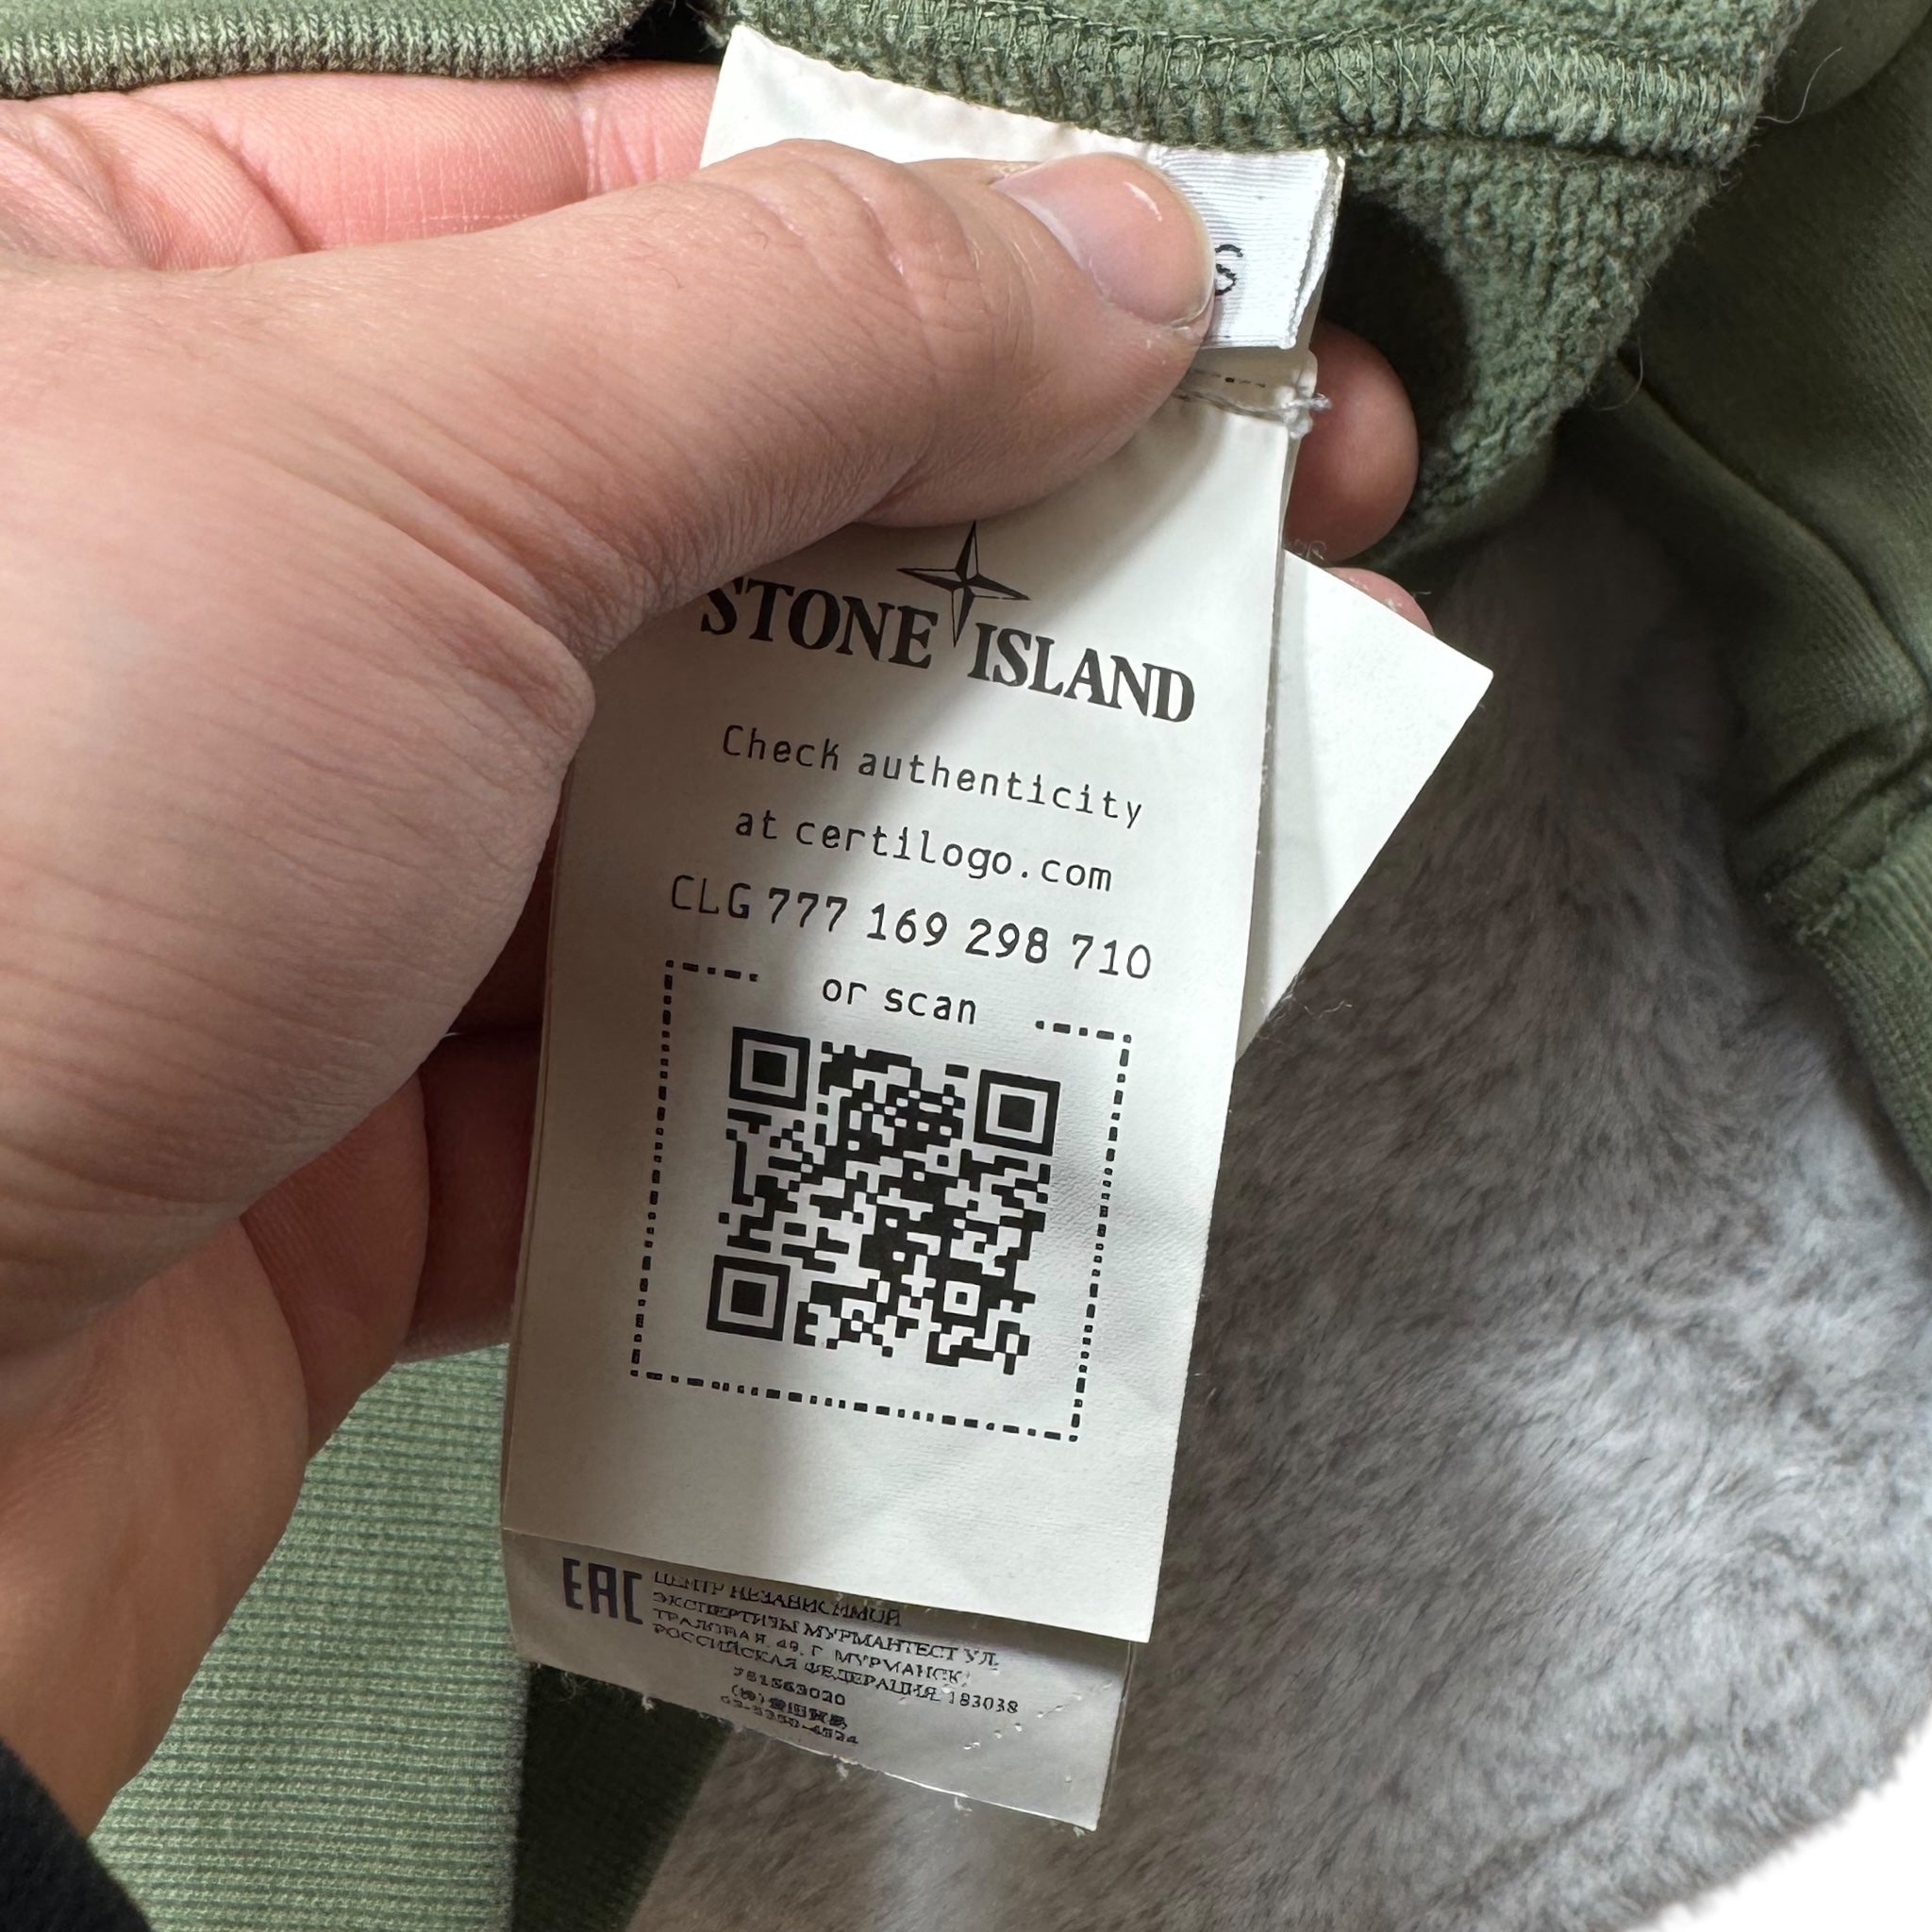 S
STONE ISLAND
Check authenticity
at certilogo.com
CLG 777 169 298 710
or scan
EAC
ЦЕНТР НЕЗАВИСИМОЙ
ЭКСПЕРТИЗЫ МУРМАНТЕСТ УЛ.
ТРАЛОВАЯ, 49, Г. МУРМАНСК,
РОССИЙСКАЯ ФЕДЕРАЦИЯ, 183038
781563020